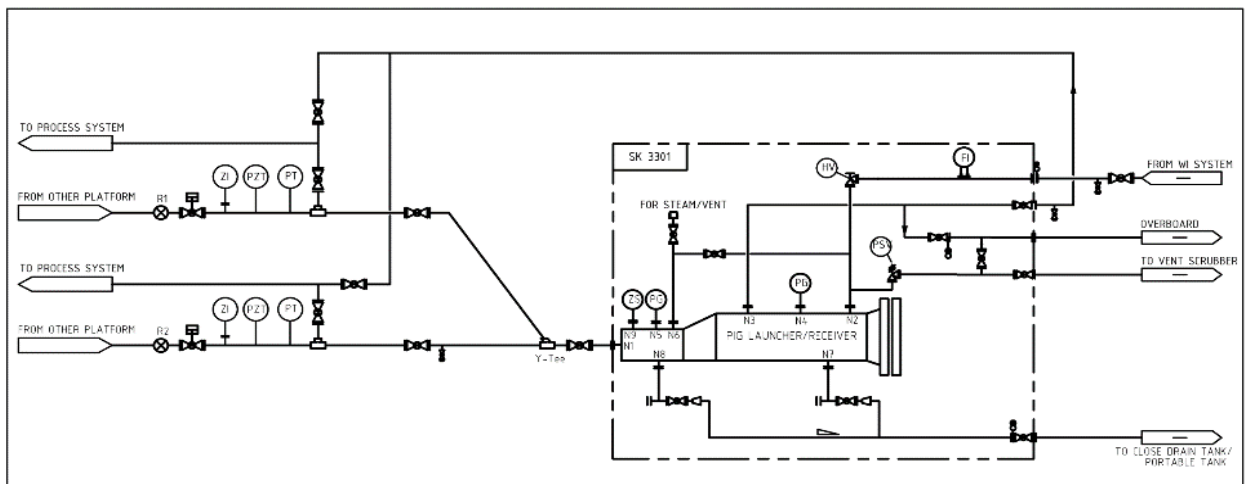 TO PROCESS SYSTEM
FROM OTHER PLATFORM
R1
ZI
PZT
PT
TO PROCESS SYSTEM
FROM OTHER PLATFORM
R2
ZI
PZT
PT
Y-Tee
SK 3301
FOR STEAM/VENT
HV
FI
FROM WI SYSTEM
OVERBOARD
PSV
TO VENT SCRUBBER
ZS
PG
PG
N9
N5
N6
N3
N4
N2
N1
PIG LAUNCHER/RECEIVER
N8
N7
TO CLOSE DRAIN TANK/
PORTABLE TANK